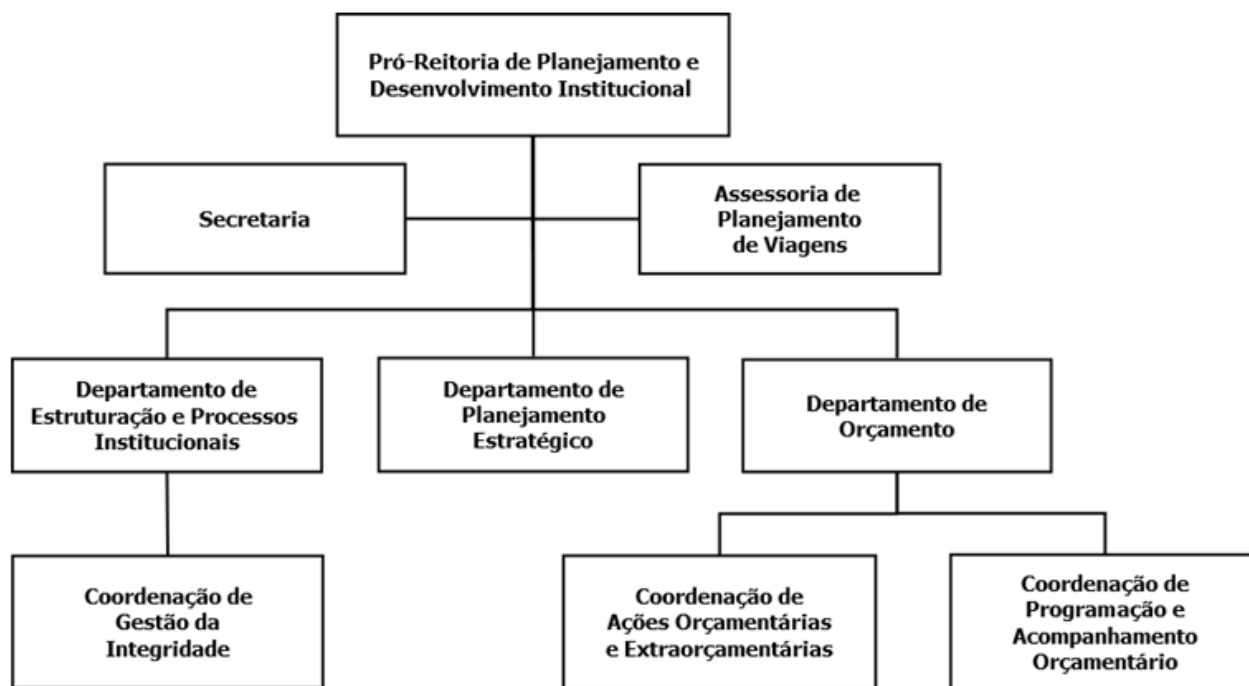 Pró-Reitoria de Planejamento e
Desenvolvimento Institucional
Secretaria
Assessoria de
Planejamento
de Viagens
Departamento de
Estruturação e Processos
Institucionais
Departamento de
Planejamento
Estratégico
Departamento de
Orçamento
Coordenação de
Gestão da
Integridade
Coordenação de
Ações Orçamentárias
e Extraorçamentárias
Coordenação de
Programação e
Acompanhamento
Orçamentário